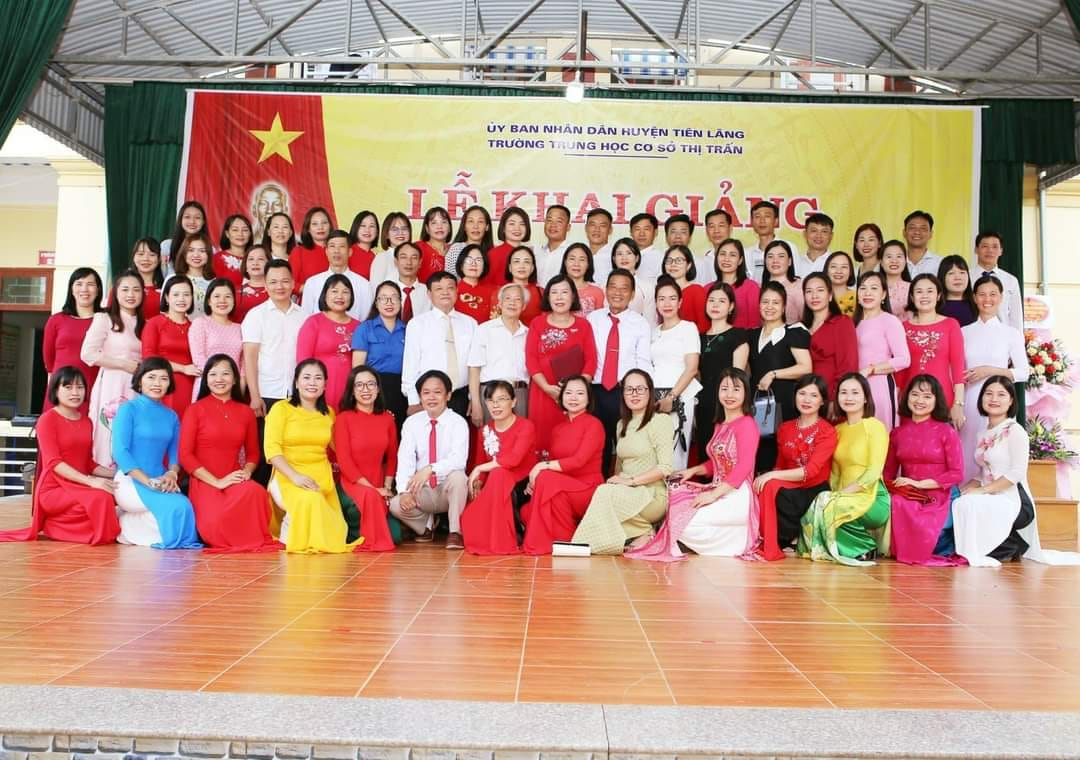 ỦY BAN NHÂN DÂN HUYỆN TIÊN LÃNG
TRƯỜNG TRUNG HỌC CƠ SỞ THỊ TRẤN
LỄ KHAI GIẢNG